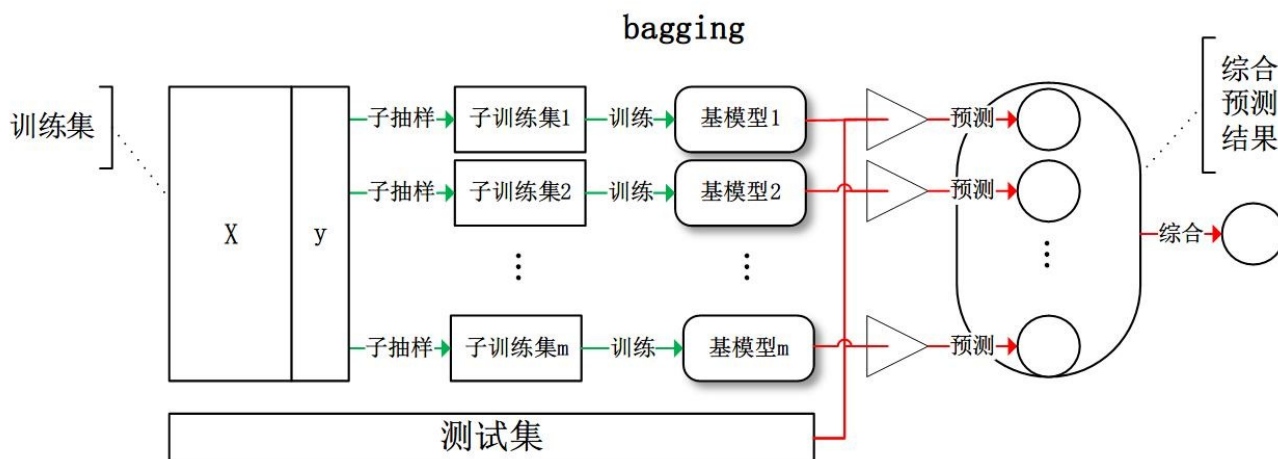 bagging
训练集
X
y
子抽样
子训练集1
训练
基模型1
预测
子抽样
子训练集2
训练
基模型2
预测
子抽样
子训练集m
训练
基模型m
预测
综合
预测
结果
综合
测试集